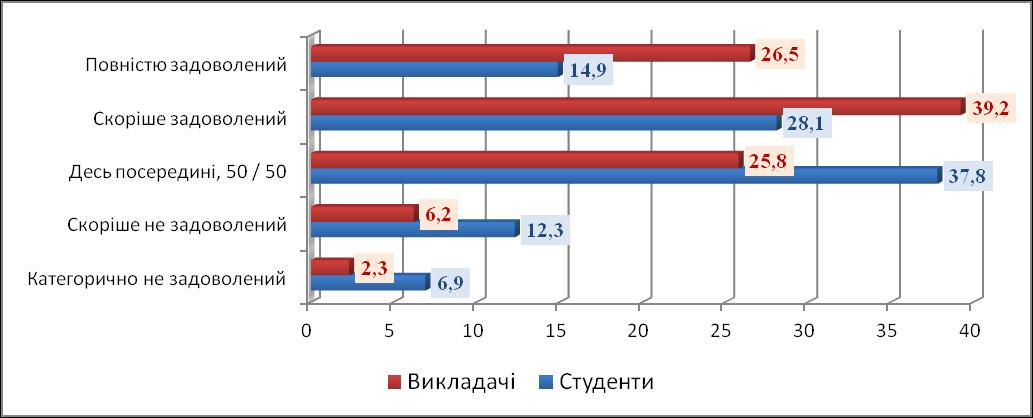 Повністю задоволений
26,5
14,9
Скоріше задоволений
39,2
28,1
Десь посередині, 50 / 50
25,8
37,8
Скоріше не задоволений
6,2
12,3
Категорично не задоволений
2,3
6,9
0 5 10 15 20 25 30 35 40
Викладачі Студенти